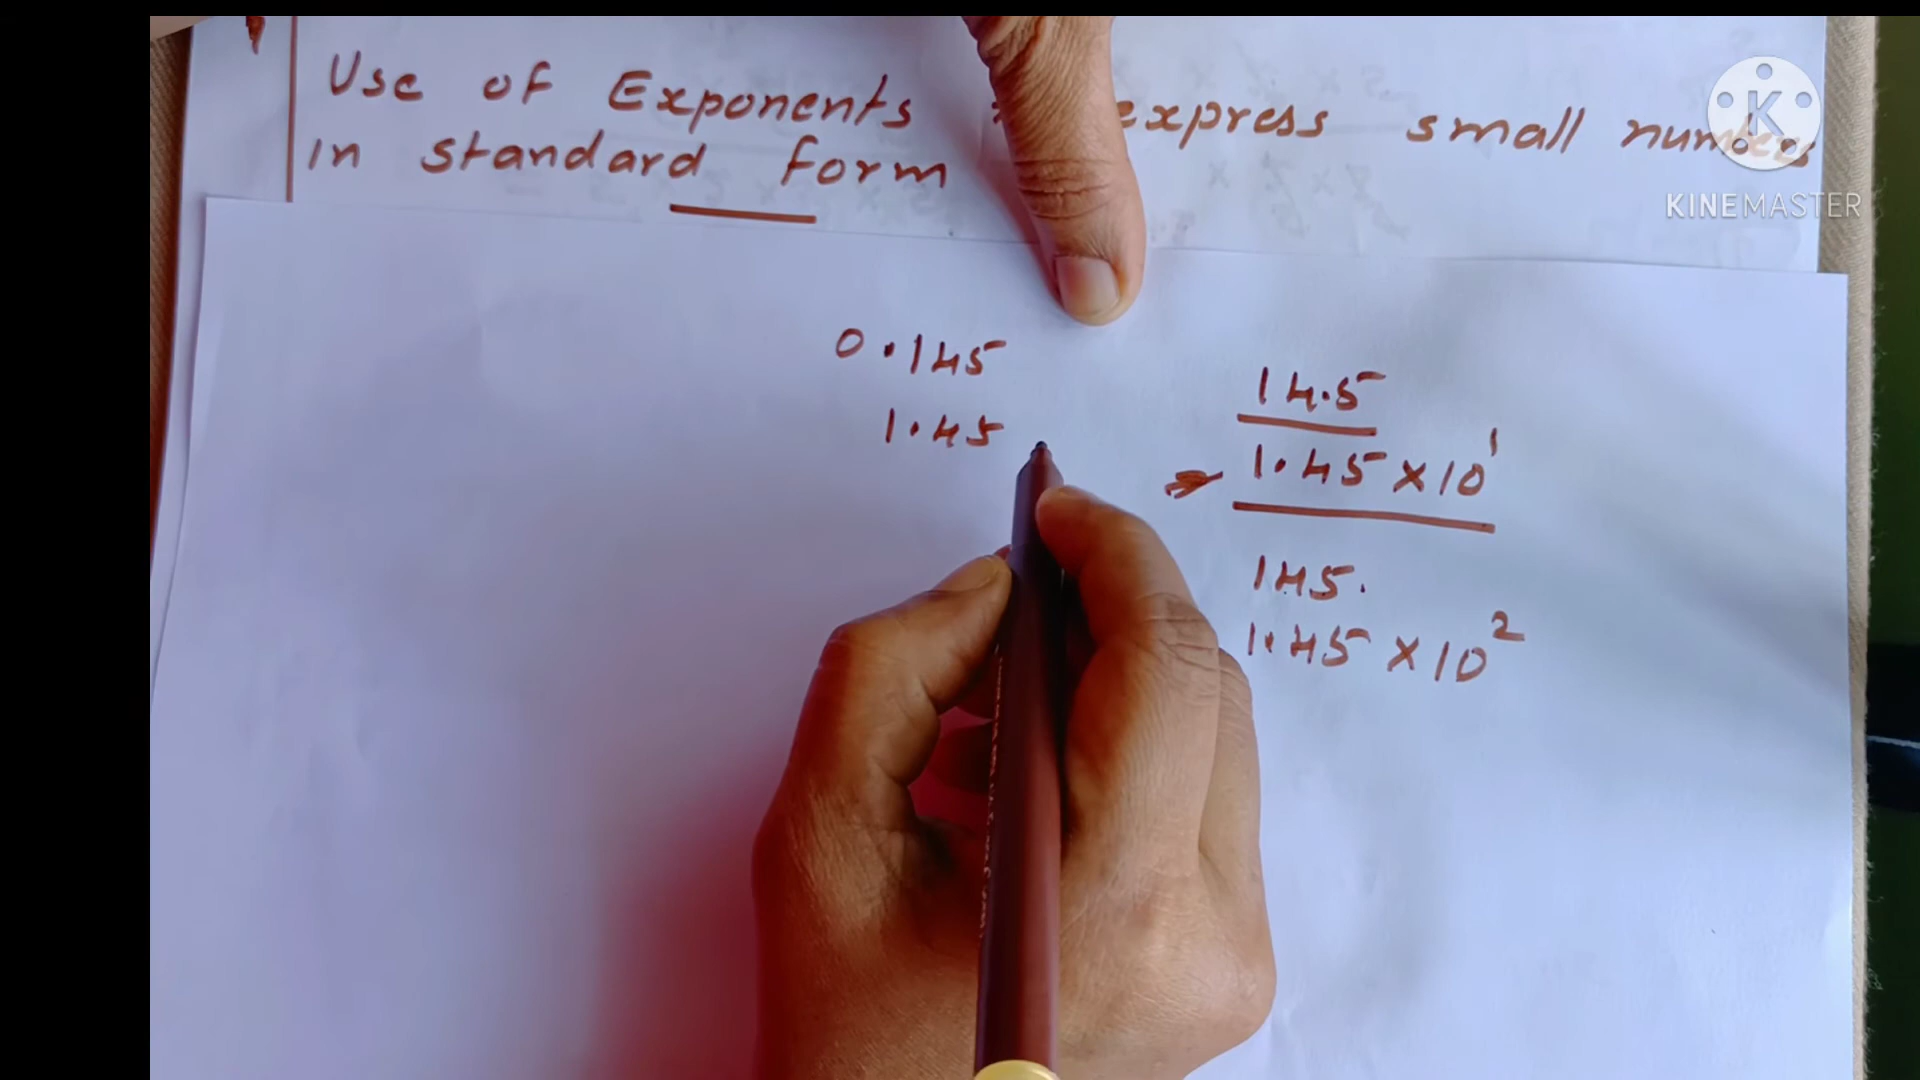 Use of Exponents express small numbers
in standard form
0.145
1.45
14.5
1.45 × 10¹
145.
1.45 × 10²
K
KINEMASTER